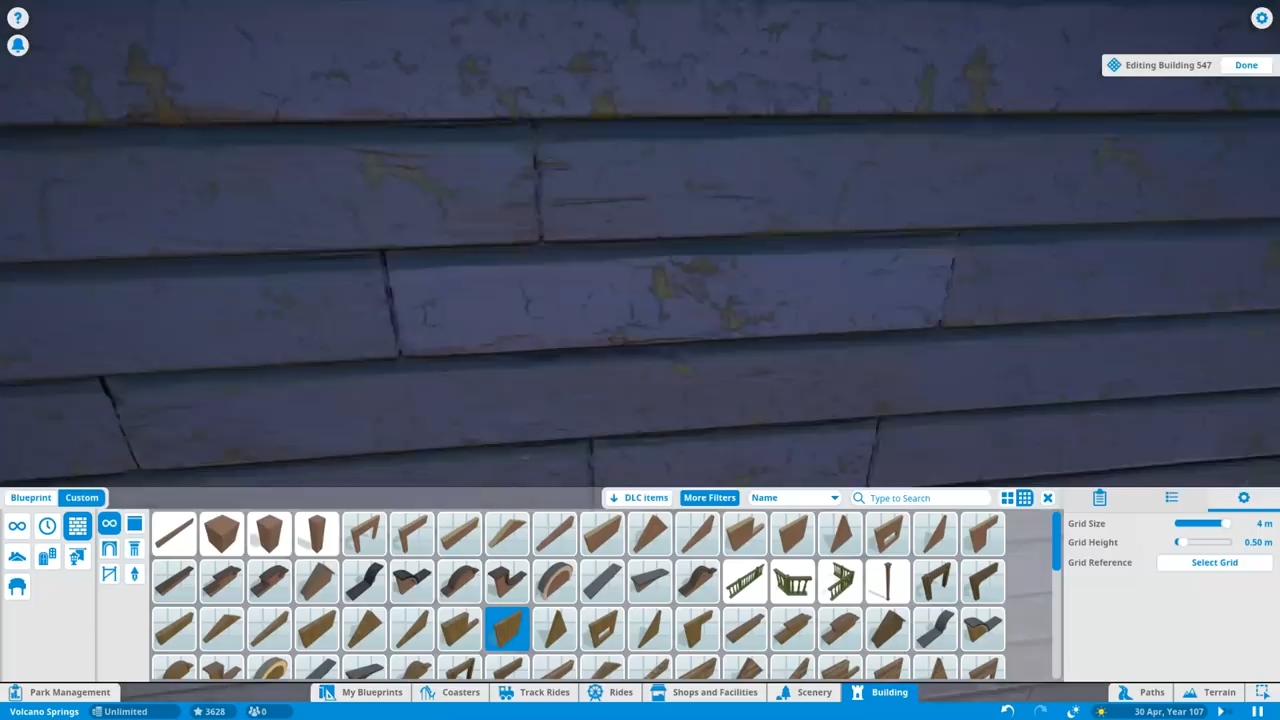 ?
Editing Building 547 Done
Blueprint Custom DLC items More Filters Name Type to Search
Grid Size 4 m
Grid Height 0.50 m
Grid Reference Select Grid
Park Management My Blueprints Coasters Track Rides Rides Shops and Facilities Scenery Building Paths Terrain
Volcano Springs Unlimited 3628 0 30 Apr, Year 107